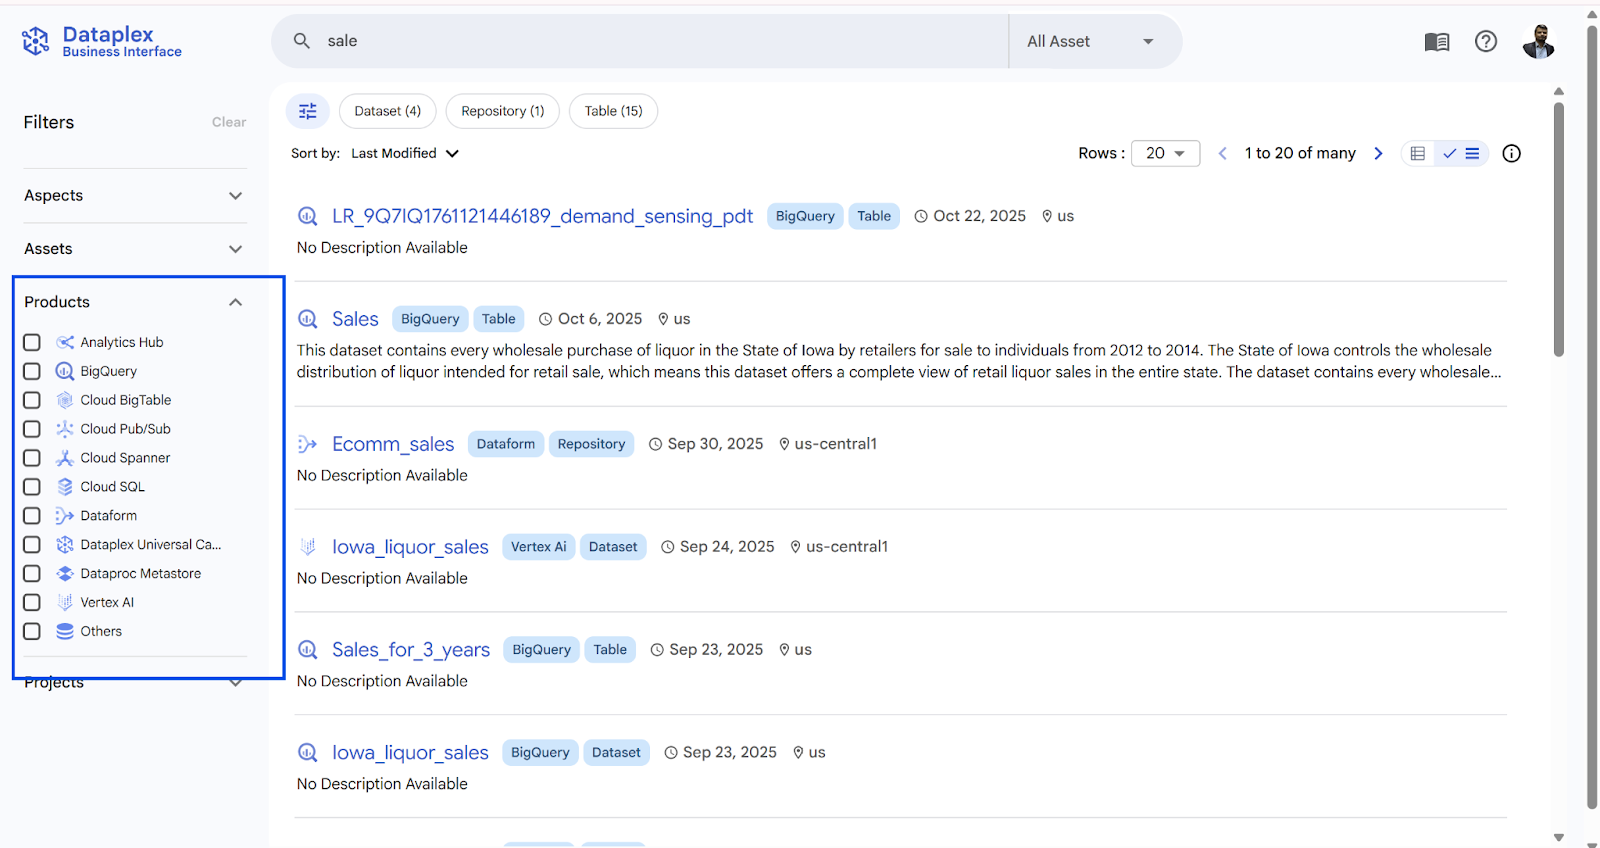 Dataplex
Business Interface
sale
All Asset
Filters
Clear
Aspects
Assets
Products
Analytics Hub
BigQuery
Cloud BigTable
Cloud Pub/Sub
Cloud Spanner
Cloud SQL
Dataform
Dataplex Universal Ca...
Dataproc Metastore
Vertex AI
Others
Projects
Dataset (4) Repository (1) Table (15)
Sort by: Last Modified
Rows : 20 1 to 20 of many
LR_9Q7IQ1761121446189_demand_sensing_pdt BigQuery Table Oct 22, 2025 us
No Description Available
Sales BigQuery Table Oct 6, 2025 us
This dataset contains every wholesale purchase of liquor in the State of Iowa by retailers for sale to individuals from 2012 to 2014. The State of Iowa controls the wholesale
distribution of liquor intended for retail sale, which means this dataset offers a complete view of retail liquor sales in the entire state. The dataset contains every wholesale...
Ecomm_sales Dataform Repository Sep 30, 2025 us-central1
No Description Available
Iowa_liquor_sales Vertex Ai Dataset Sep 24, 2025 us-central1
No Description Available
Sales_for_3_years BigQuery Table Sep 23, 2025 us
No Description Available
Iowa_liquor_sales BigQuery Dataset Sep 23, 2025 us
No Description Available